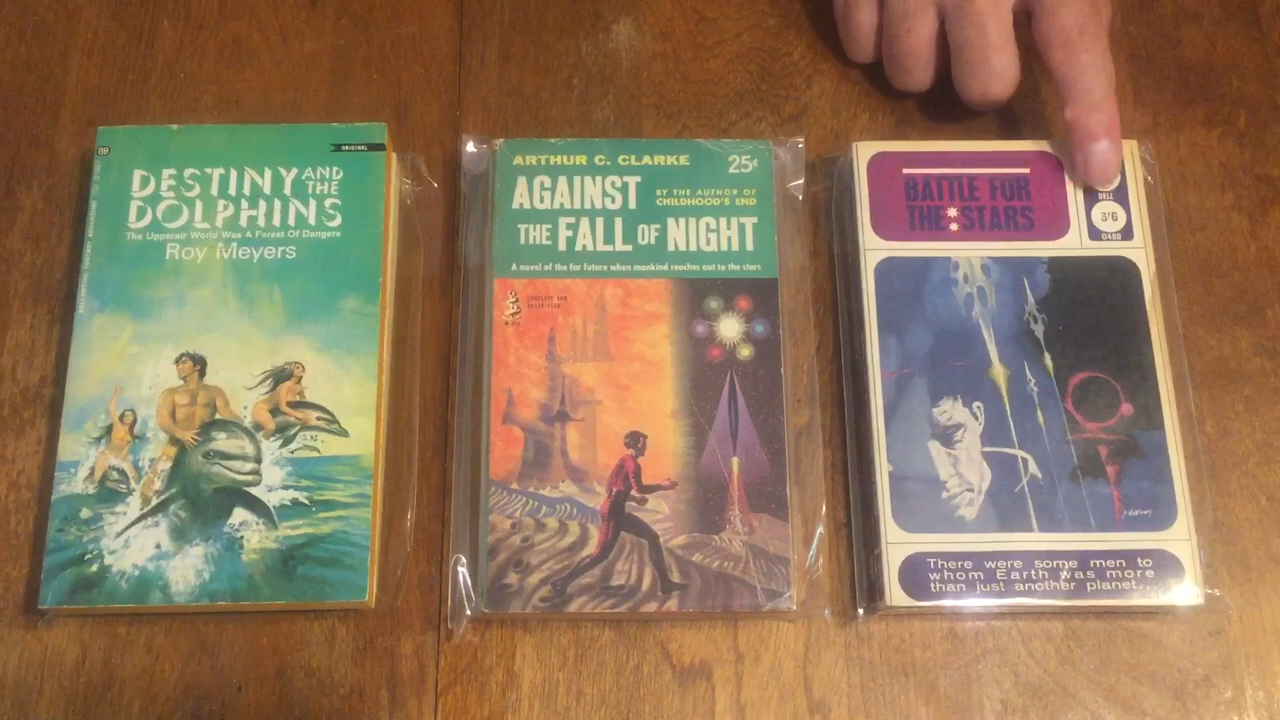 BB
ORIGINAL
DESTINY AND
THE
DOLPHINS
The Upperair World Was A Forest Of Dangers
Roy Meyers
ARTHUR C. CLARKE
25¢
AGAINST
BY THE AUTHOR OF
CHILDHOOD'S END
THE FALL OF NIGHT
A novel of the far future when mankind reaches out to the stars
COMPLETE AND
UNABRIDGED
BATTLE FOR
THE STARS
DELL
3'6
0480
There were some men to
whom Earth was more
than just another planet...